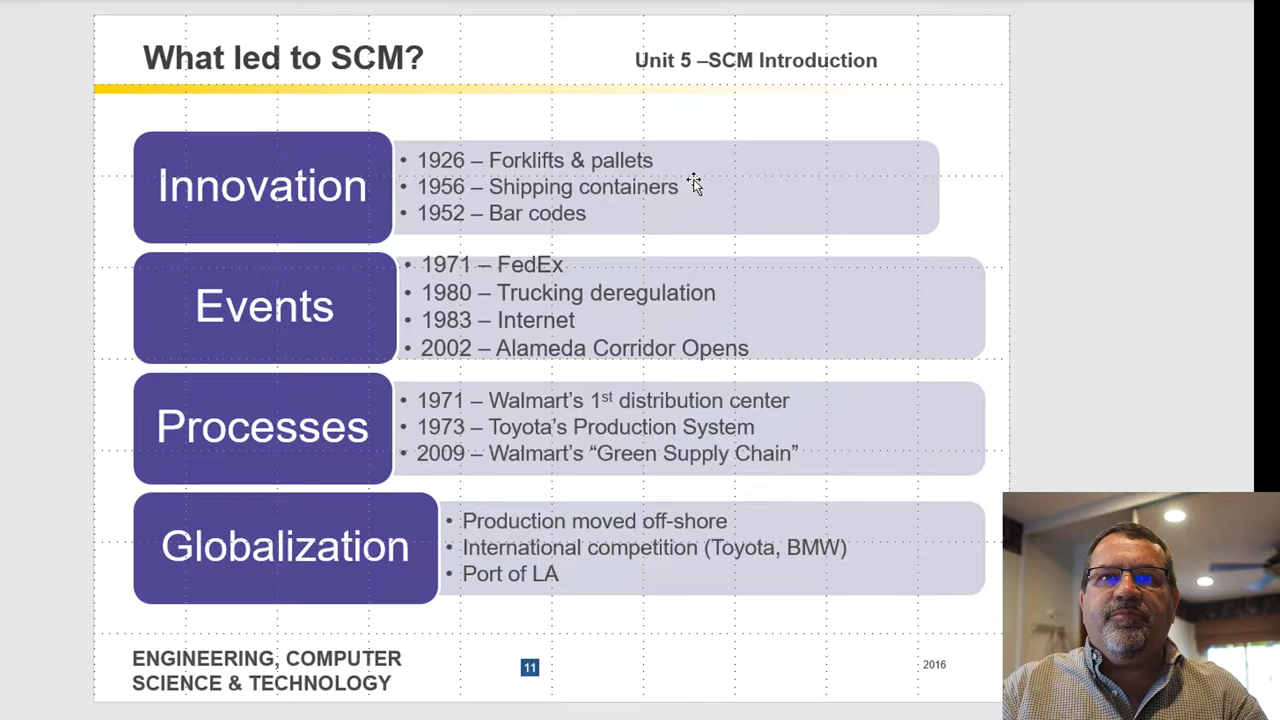 What led to SCM?
Unit 5 –SCM Introduction
Innovation
• 1926 – Forklifts & pallets
• 1956 – Shipping containers
• 1952 – Bar codes
Events
• 1971 – FedEx
• 1980 – Trucking deregulation
• 1983 – Internet
• 2002 – Alameda Corridor Opens
Processes
• 1971 – Walmart’s 1st distribution center
• 1973 – Toyota’s Production System
• 2009 – Walmart’s “Green Supply Chain”
Globalization
• Production moved off-shore
• International competition (Toyota, BMW)
• Port of LA
ENGINEERING, COMPUTER
SCIENCE & TECHNOLOGY
11
2016